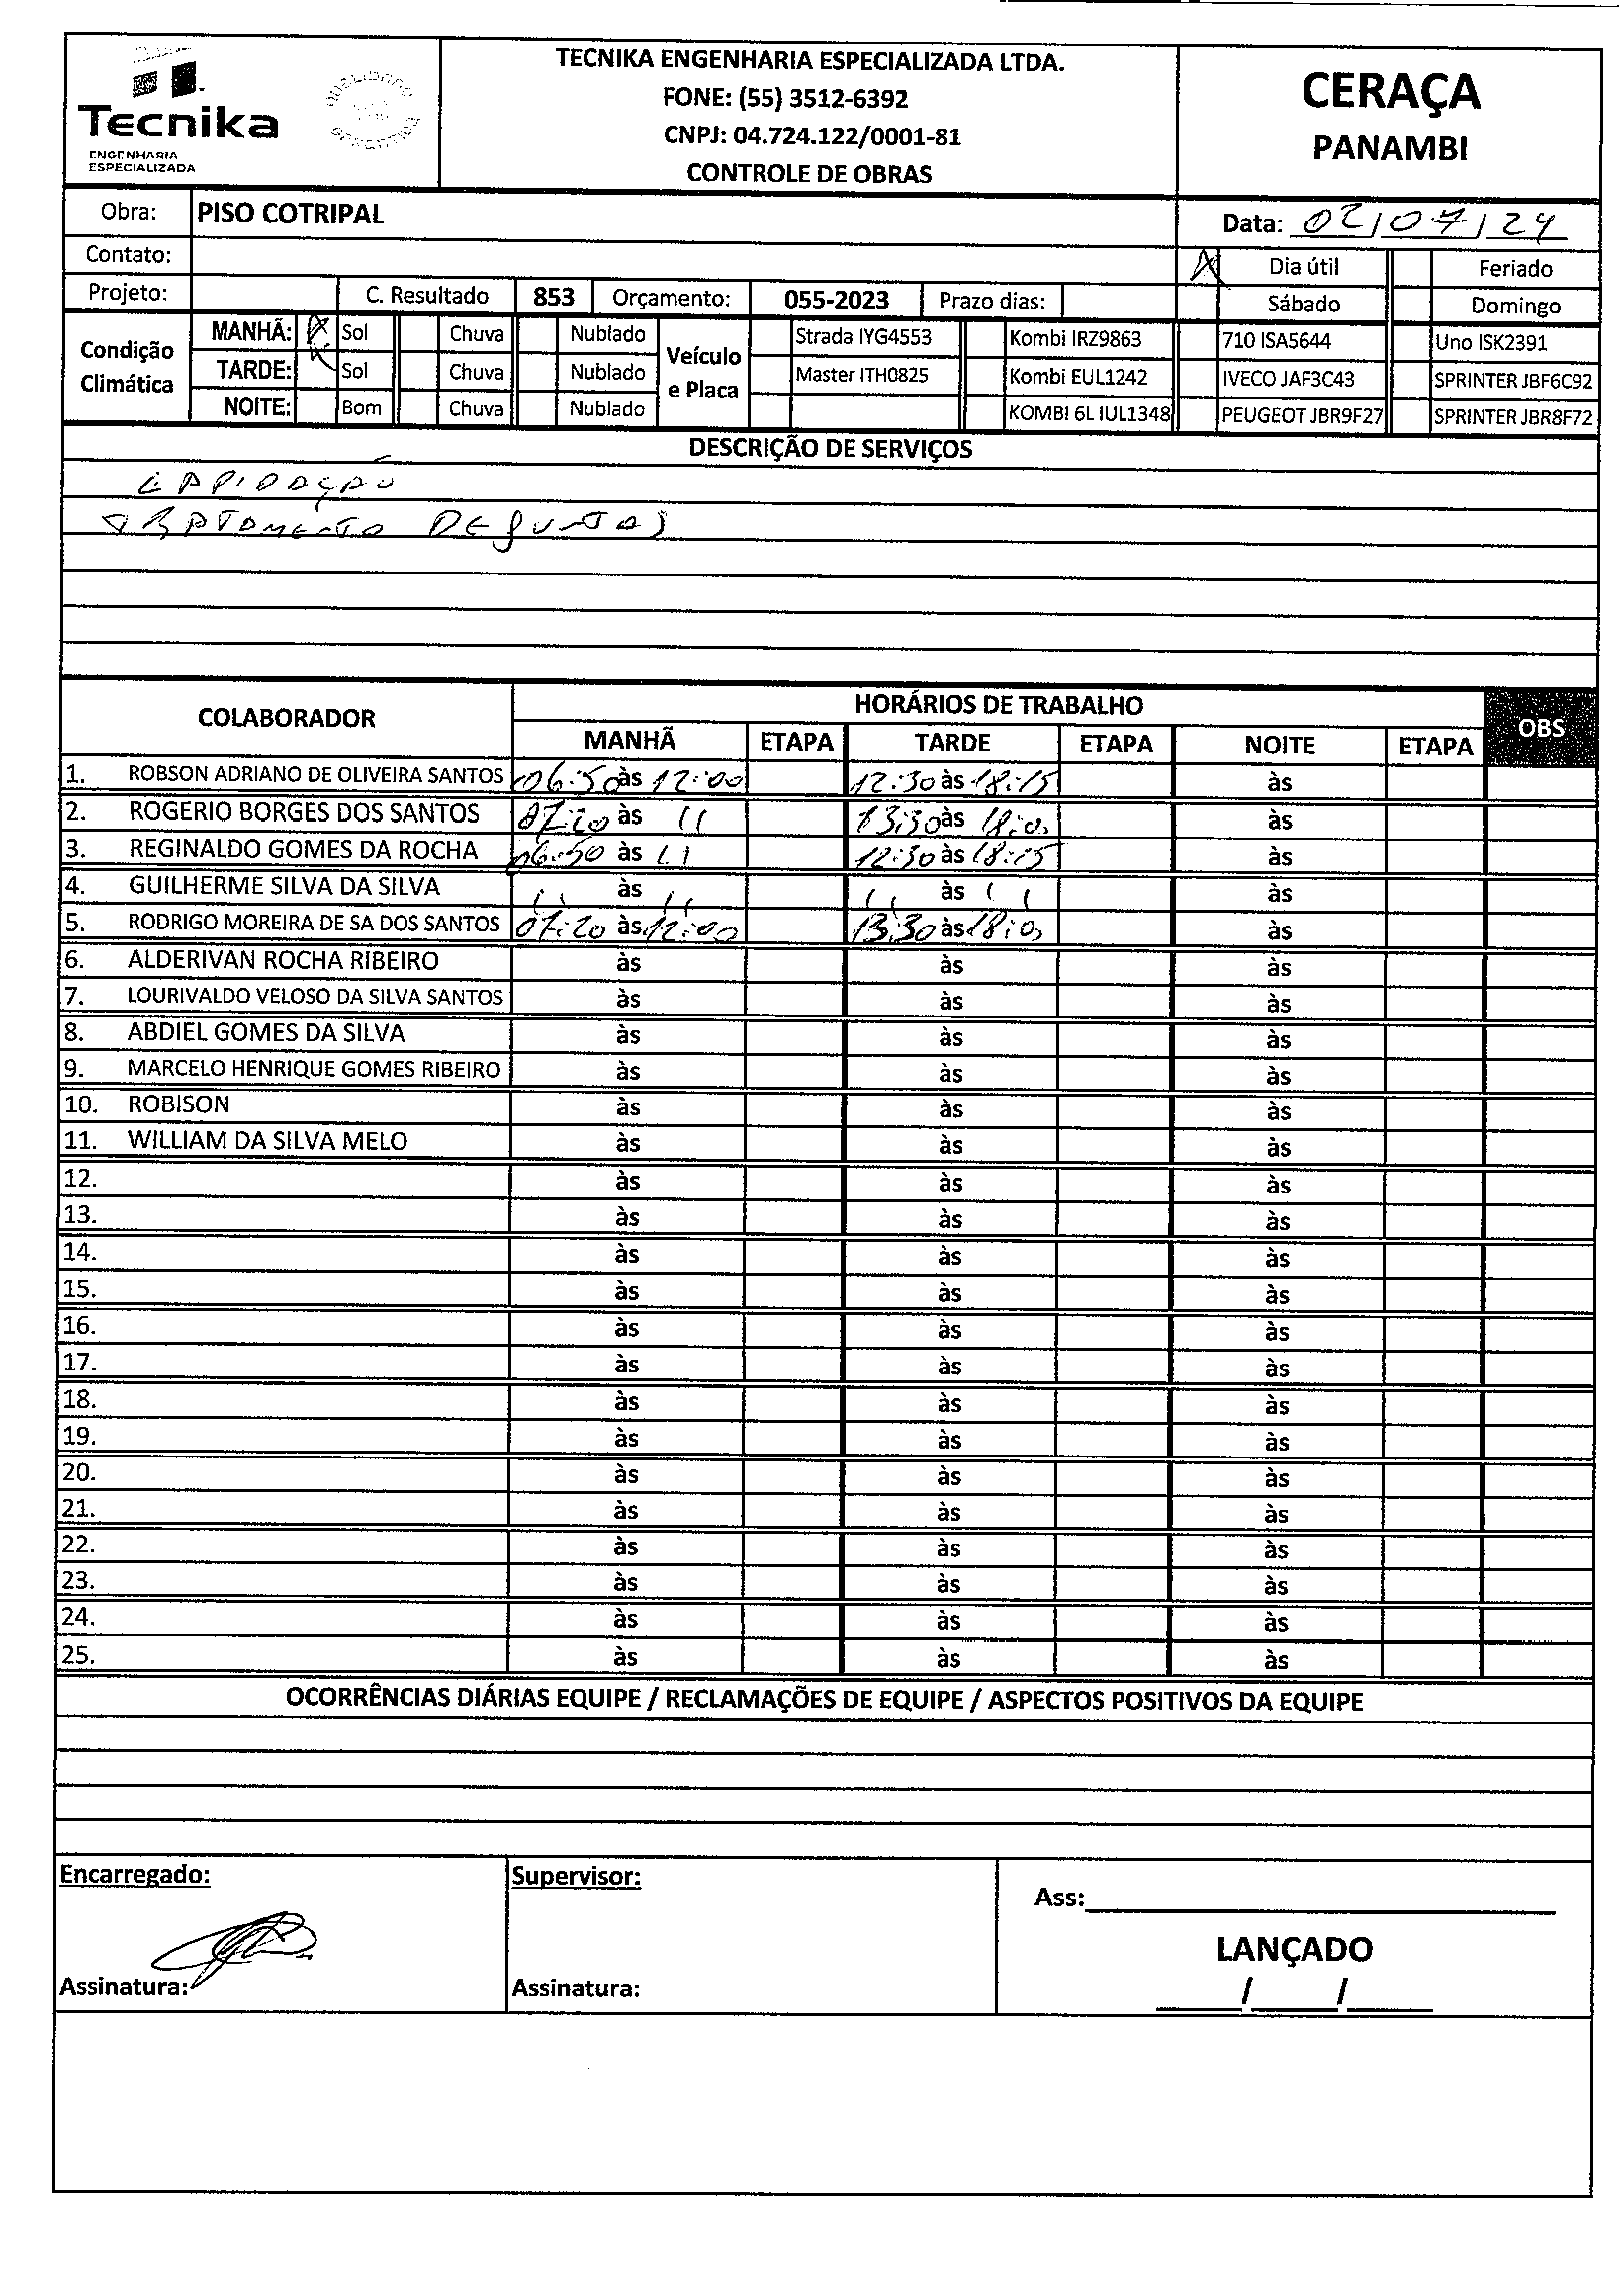 Tecnika
ENGENHARIA
ESPECIALIZADA
TECNIKA ENGENHARIA ESPECIALIZADA LTDA.
FONE: (55) 3512-6392
CNPJ: 04.724.122/0001-81
CONTROLE DE OBRAS
CERAÇA
PANAMBI
Obra: PISO COTRIPAL
Data: 02/07/24
Contato:
X Dia útil Feriado
Projeto: C. Resultado 853 Orçamento: 055-2023 Prazo dias:
Sábado Domingo
Condição Climática
MANHÃ: X Sol Chuva Nublado
TARDE: X Sol Chuva Nublado
NOITE: Bom Chuva Nublado
Veículo e Placa
Strada IYG4553 Kombi IRZ9863 710 ISA5644 Uno ISK2391
Master ITH0825 Kombi EUL1242 IVECO JAF3C43 SPRINTER JBF6C92
KOMBI 6L IUL1348 PEUGEOT JBR9F27 SPRINTER JBR8F72
DESCRIÇÃO DE SERVIÇOS
LAPIDAÇÃO
TRATAMENTO DE JUNTAS
COLABORADOR HORÁRIOS DE TRABALHO OBS
MANHÃ ETAPA TARDE ETAPA NOITE ETAPA
1. ROBSON ADRIANO DE OLIVEIRA SANTOS 06:50 às 12:00 12:30 às 18:15 às
2. ROGERIO BORGES DOS SANTOS 07:20 às 11 13:30 às 18:00 às
3. REGINALDO GOMES DA ROCHA 06:50 às 11 12:30 às 18:15 às
4. GUILHERME SILVA DA SILVA 11 às 11 11 às 11 às
5. RODRIGO MOREIRA DE SA DOS SANTOS 07:20 às 12:00 13:30 às 18:00 às
6. ALDERIVAN ROCHA RIBEIRO às às às
7. LOURIVALDO VELOSO DA SILVA SANTOS às às às
8. ABDIEL GOMES DA SILVA às às às
9. MARCELO HENRIQUE GOMES RIBEIRO às às às
10. ROBISON às às às
11. WILLIAM DA SILVA MELO às às às
12. às às às
13. às às às
14. às às às
15. às às às
16. às às às
17. às às às
18. às às às
19. às às às
20. às às às
21. às às às
22. às às às
23. às às às
24. às às às
25. às às às
OCORRÊNCIAS DIÁRIAS EQUIPE / RECLAMAÇÕES DE EQUIPE / ASPECTOS POSITIVOS DA EQUIPE
Encarregado: Supervisor:
Ass:
LANÇADO
Assinatura: Assinatura:
/ /